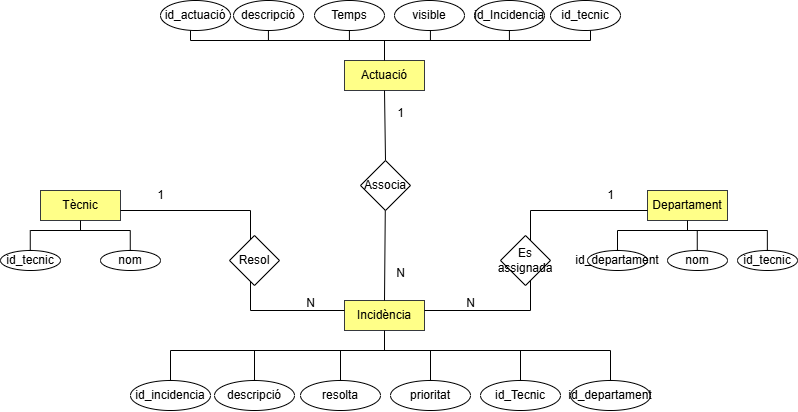 id_actuació
descripció
Temps
visible
id_Incidencia
id_tecnic
Actuació
1
Associa
N
Tècnic
1
id_tecnic
nom
Resol
N
Departament
1
id_departament
nom
id_tecnic
Es
assignada
N
Incidència
id_incidencia
descripció
resolta
prioritat
id_Tecnic
id_departament